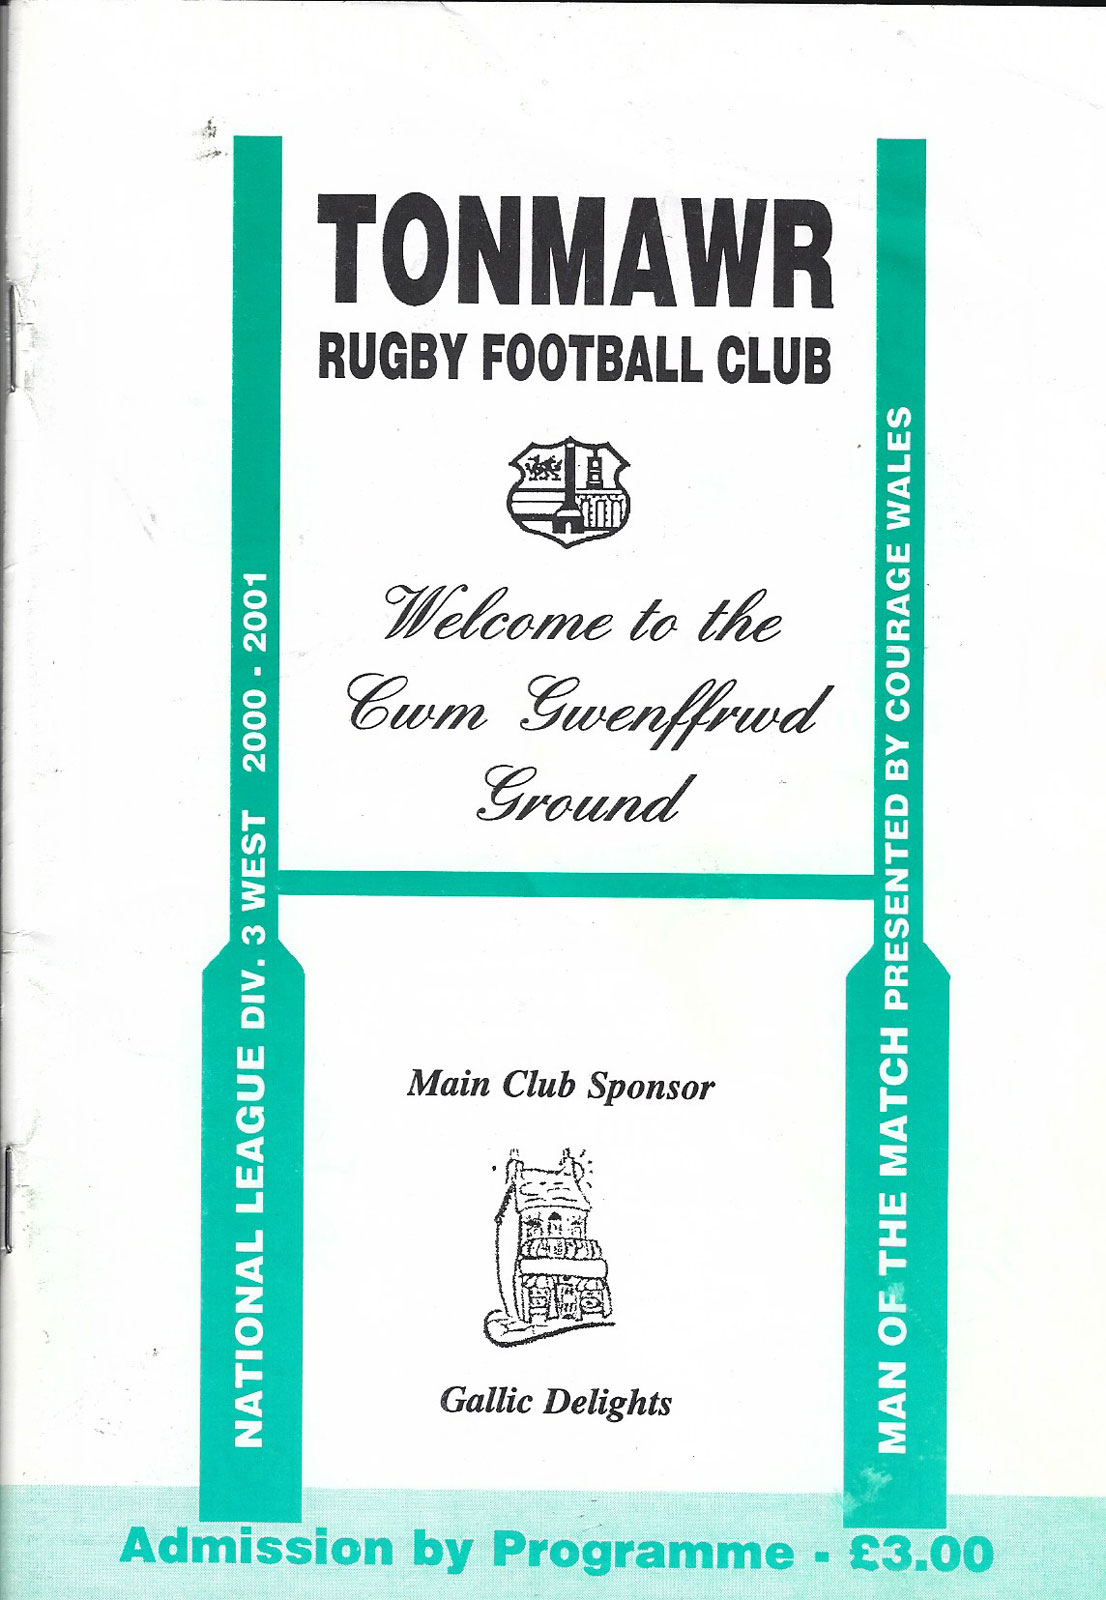 TONMAWR
RUGBY FOOTBALL CLUB
Welcome to the
Cwm Gwenffrwd
Ground
NATIONAL LEAGUE DIV. 3 WEST 2000 - 2001
MAN OF THE MATCH PRESENTED BY COURAGE WALES
Main Club Sponsor
Gallic Delights
Admission by Programme - £3.00